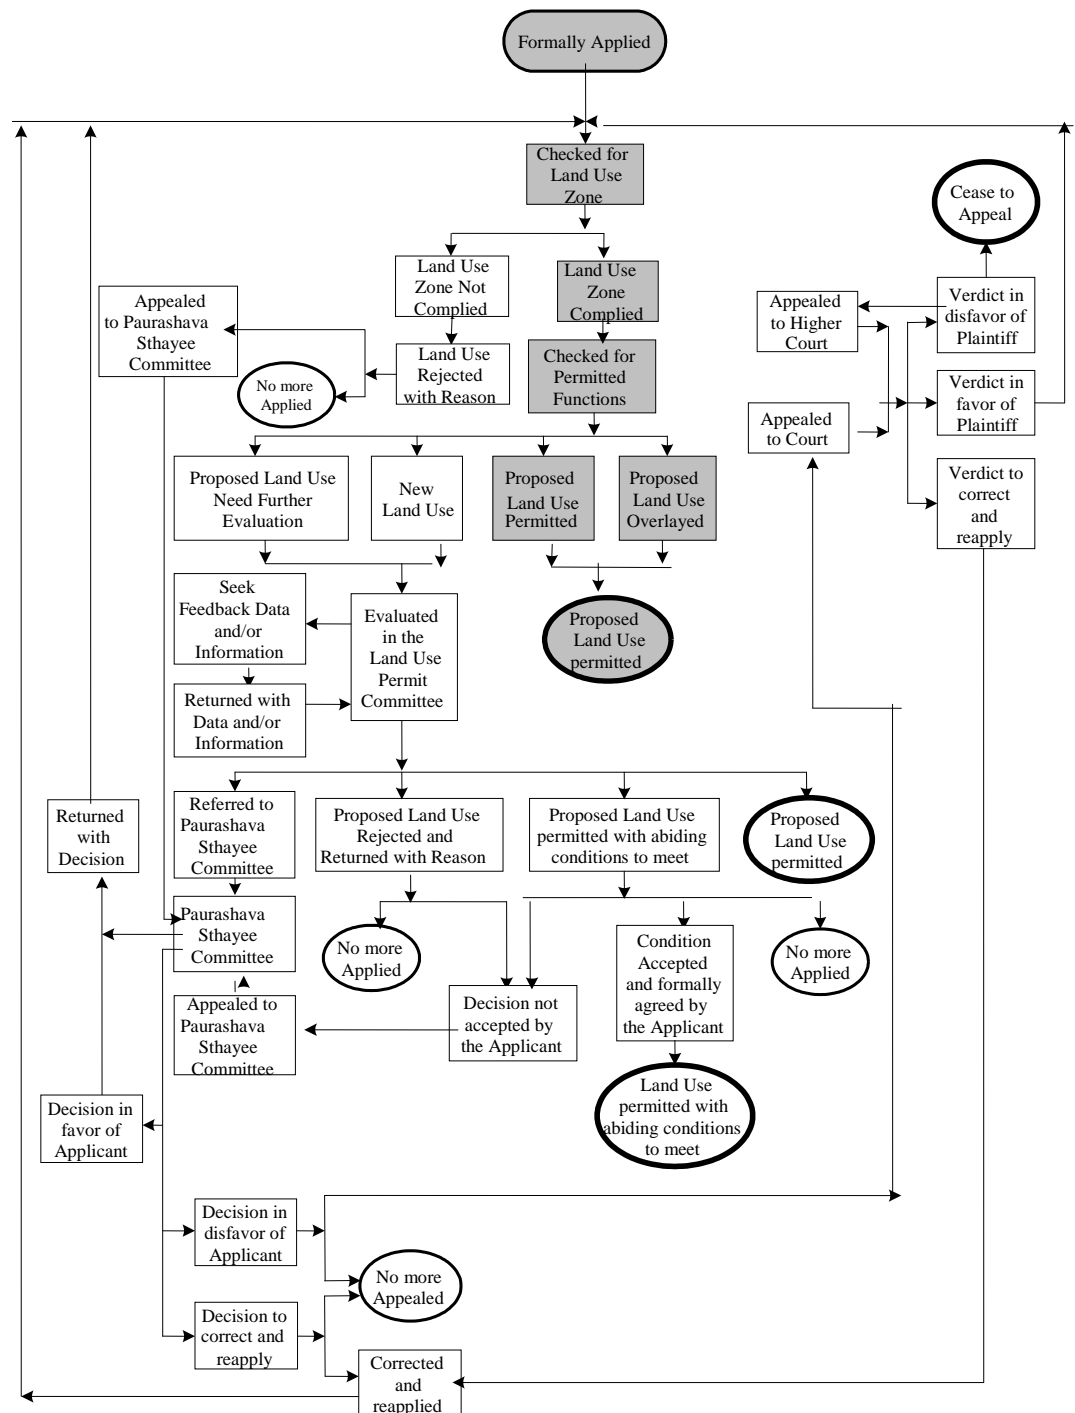 Formally Applied
Checked for
Land Use
Zone
Cease to
Appeal
Land Use
Zone Not
Complied
Land Use
Zone
Complied
Appealed
to Paurashava
Sthayee
Committee
Appealed
to Higher
Court
Verdict in
disfavor of
Plaintiff
Land Use
Rejected
with Reason
Checked for
Permitted
Functions
No more
Applied
Verdict in
favor of
Plaintiff
Appealed
to Court
Proposed Land Use
Need Further
Evaluation
New
Land Use
Proposed
Land Use
Permitted
Proposed
Land Use
Overlayed
Verdict to
correct
and
reapply
Seek
Feedback Data
and/or
Information
Evaluated
in the
Land Use
Permit
Committee
Proposed
Land Use
permitted
Returned with
Data and/or
Information
Returned
with
Decision
Referred to
Paurashava
Sthayee
Committee
Proposed Land Use
Rejected and
Returned with Reason
Proposed Land Use
permitted with abiding
conditions to meet
Proposed
Land Use
permitted
Paurashava
Sthayee
Committee
No more
Applied
Condition
Accepted
and formally
agreed by
the Applicant
No more
Applied
Appealed to
Paurashava
Sthayee
Committee
Decision not
accepted by
the Applicant
Land Use
permitted with
abiding conditions
to meet
Decision in
favor of
Applicant
Decision in
disfavor of
Applicant
No more
Appealed
Decision to
correct and
reapply
Corrected
and
reapplied